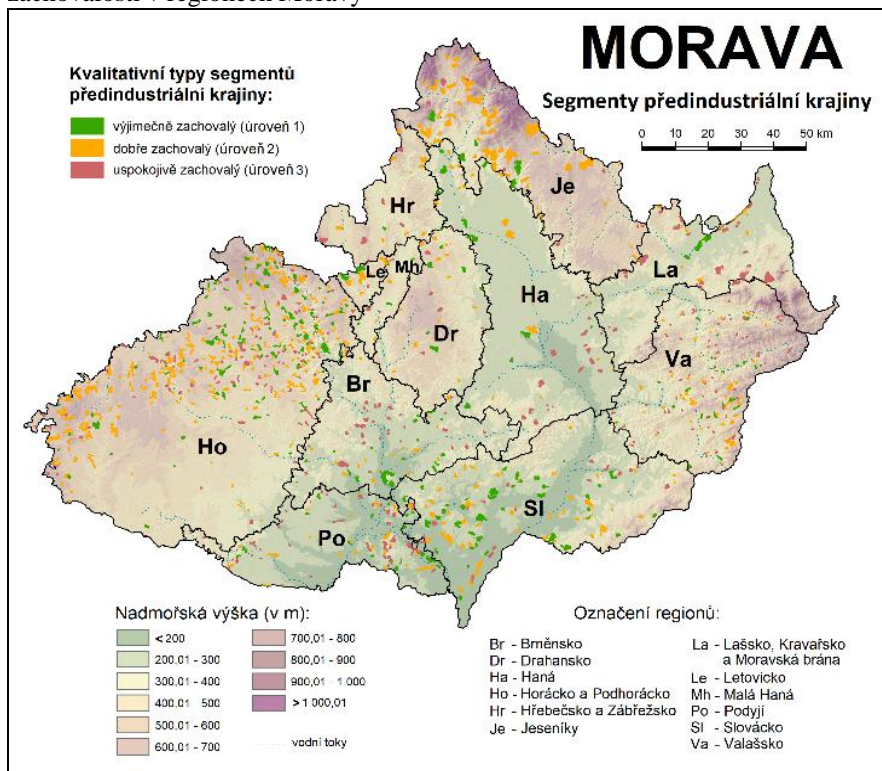 zachovalosti v regionech Moravy
MORAVA
Segmenty předindustriální krajiny
0 10 20 30 40 50 km
Kvalitativní typy segmentů
předindustriální krajiny:
výjimečně zachovalý (úroveň 1)
dobře zachovalý (úroveň 2)
uspokojivě zachovalý (úroveň 3)
Hr
Je
Le
Mh
La
Ha
Dr
Va
Br
Ho
Sl
Po
Nadmořská výška (v m):
< 200
200,01 - 300
300,01 - 400
400,01 - 500
500,01 - 600
600,01 - 700
700,01 - 800
800,01 - 900
900,01 - 1 000
> 1 000,01
vodní toky
Označení regionů:
Br - Brněnsko
Dr - Drahansko
Ha - Haná
Ho - Horácko a Podhorácko
Hr - Hřebečsko a Zábřežsko
Je - Jeseníky
La - Lašsko, Kravařsko
a Moravská brána
Le - Letovicko
Mh - Malá Haná
Po - Podyjí
Sl - Slovácko
Va - Valašsko